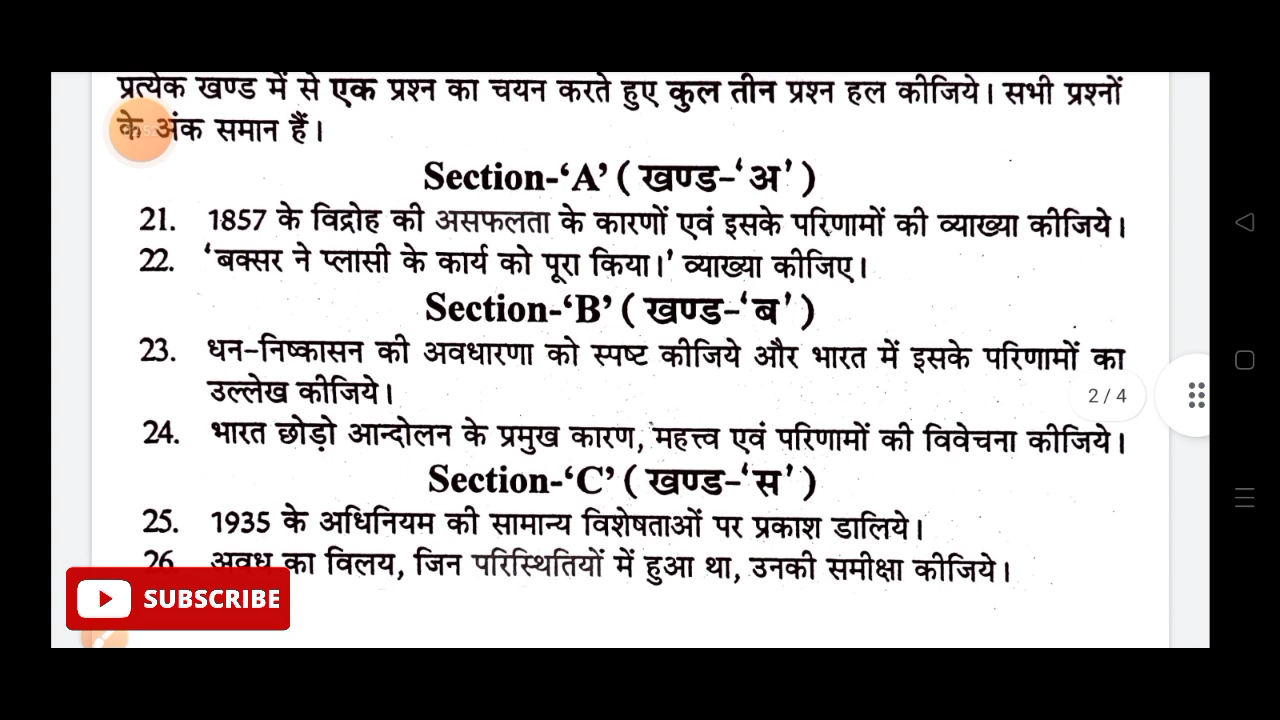 प्रत्येक खण्ड में से एक प्रश्न का चयन करते हुए कुल तीन प्रश्न हल कीजिये। सभी प्रश्नों
के अंक समान हैं।
Section-‘A’ ( खण्ड-‘अ’ )
21. 1857 के विद्रोह की असफलता के कारणों एवं इसके परिणामों की व्याख्या कीजिये।
22. ‘बक्सर ने प्लासी के कार्य को पूरा किया।’ व्याख्या कीजिए।
Section-‘B’ ( खण्ड-‘ब’ )
23. धन-निष्कासन की अवधारणा को स्पष्ट कीजिये और भारत में इसके परिणामों का
उल्लेख कीजिये।
2 / 4
24. भारत छोड़ो आन्दोलन के प्रमुख कारण, महत्त्व एवं परिणामों की विवेचना कीजिये।
Section-‘C’ ( खण्ड-‘स’ )
25. 1935 के अधिनियम की सामान्य विशेषताओं पर प्रकाश डालिये।
26. अवध का विलय, जिन परिस्थितियों में हुआ था, उनकी समीक्षा कीजिये।
SUBSCRIBE